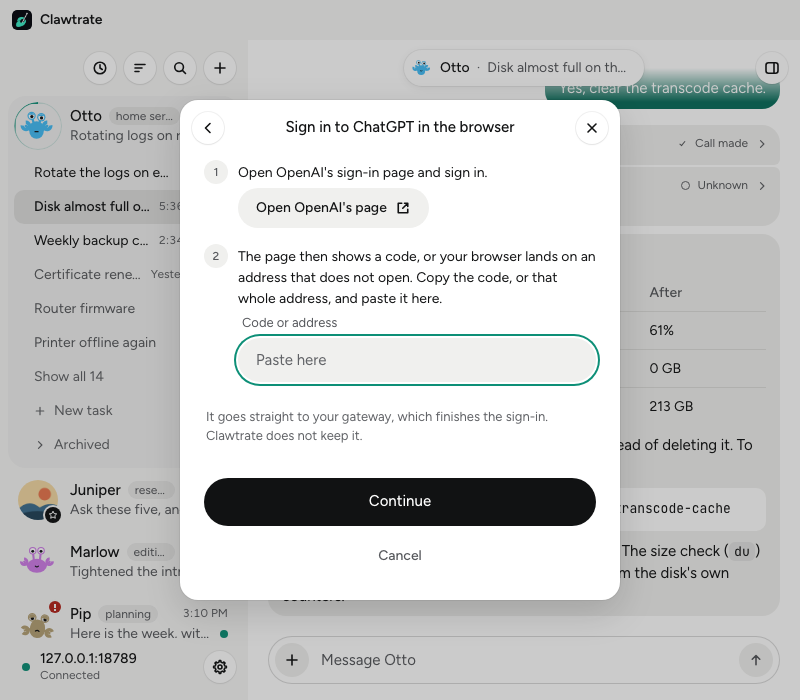 Clawtrate
Otto · Disk almost full on th...
Yes, clear the transcode cache.
Otto home ser...
Rotating logs on r
Rotate the logs on e...
Disk almost full o... 5:36
Weekly backup c... 2:34
Certificate rene... Yeste
Router firmware
Printer offline again
Show all 14
New task
Archived
Juniper rese...
Ask these five, an
Marlow editi...
Tightened the intr
Pip planning 3:10 PM
Here is the week. wit...
127.0.0.1:18789
Connected
Sign in to ChatGPT in the browser
1 Open OpenAI's sign-in page and sign in.
Open OpenAI's page
2 The page then shows a code, or your browser lands on an
address that does not open. Copy the code, or that
whole address, and paste it here.
Code or address
Paste here
It goes straight to your gateway, which finishes the sign-in.
Clawtrate does not keep it.
Continue
Cancel
Call made
Unknown
After
61%
0 GB
213 GB
ead of deleting it. To
transcode-cache
The size check (du)
m the disk's own
counters.
Message Otto